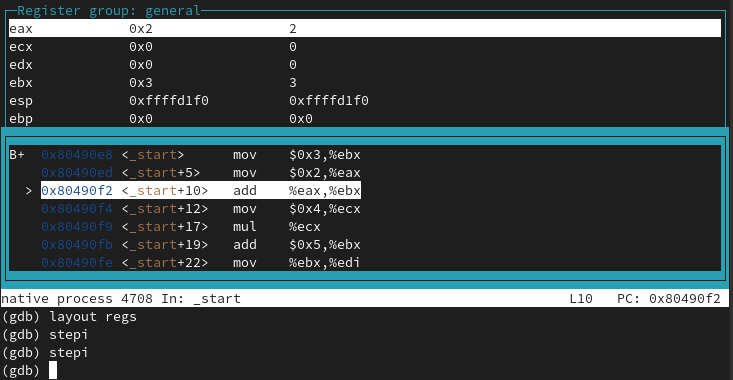 Register group: general
eax 0x2 2
ecx 0x0 0
edx 0x0 0
ebx 0x3 3
esp 0xffffd1f0 0xffffd1f0
ebp 0x0 0x0
B+ 0x80490e8 <_start> mov $0x3,%ebx
0x80490ed <_start+5> mov $0x2,%eax
> 0x80490f2 <_start+10> add %eax,%ebx
0x80490f4 <_start+12> mov $0x4,%ecx
0x80490f9 <_start+17> mul %ecx
0x80490fb <_start+19> add $0x5,%ebx
0x80490fe <_start+22> mov %ebx,%edi
native process 4708 In: _start L10 PC: 0x80490f2
(gdb) layout regs
(gdb) stepi
(gdb) stepi
(gdb)